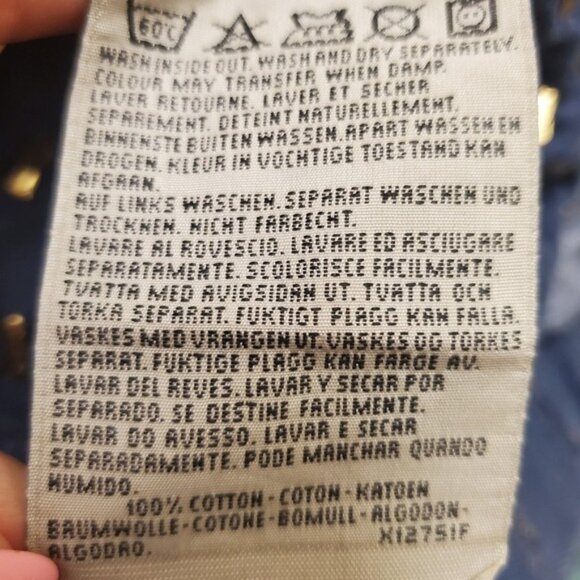 60°C
WASH INSIDE OUT. WASH AND DRY SEPARATELY.
COLOUR MAY TRANSFER WHEN DAMP.
LAVER RETOURNE. LAVER ET SECHER
SEPAREMENT. DETEINT NATURELLEMENT.
BINNENSTE BUITEN WASSEN. APART WASSEN EN
DROGEN. KLEUR IN VOCHTIGE TOESTAND KAN
AFGAAN.
AUF LINKS WASCHEN. SEPARAT WASCHEN UND
TROCKNEN. NICHT FARBECHT.
LAVARE AL ROVESCIO. LAVARE ED ASCIUGARE
SEPARATAMENTE. SCOLORISCE FACILMENTE.
TVATTA MED AVIGSIDAN UT. TVATTA OCH
TORKA SEPARAT. FUKTIGT PLAGG KAN FALLA.
VASKES MED VRANGEN UT. VASKES OG TORKES
SEPARAT. FUKTIGE PLAGG KAN FARGE AV.
LAVAR DEL REVES. LAVAR Y SECAR POR
SEPARADO. SE DESTINE FACILMENTE.
LAVAR DO AVESSO. LAVAR E SECAR
SEPARADAMENTE. PODE MANCHAR QUANDO
HUMIDO.
100% COTTON - COTON - KATOEN
BAUMWOLLE - COTONE - BOMULL - ALGODON -
ALGODAO. X12751F